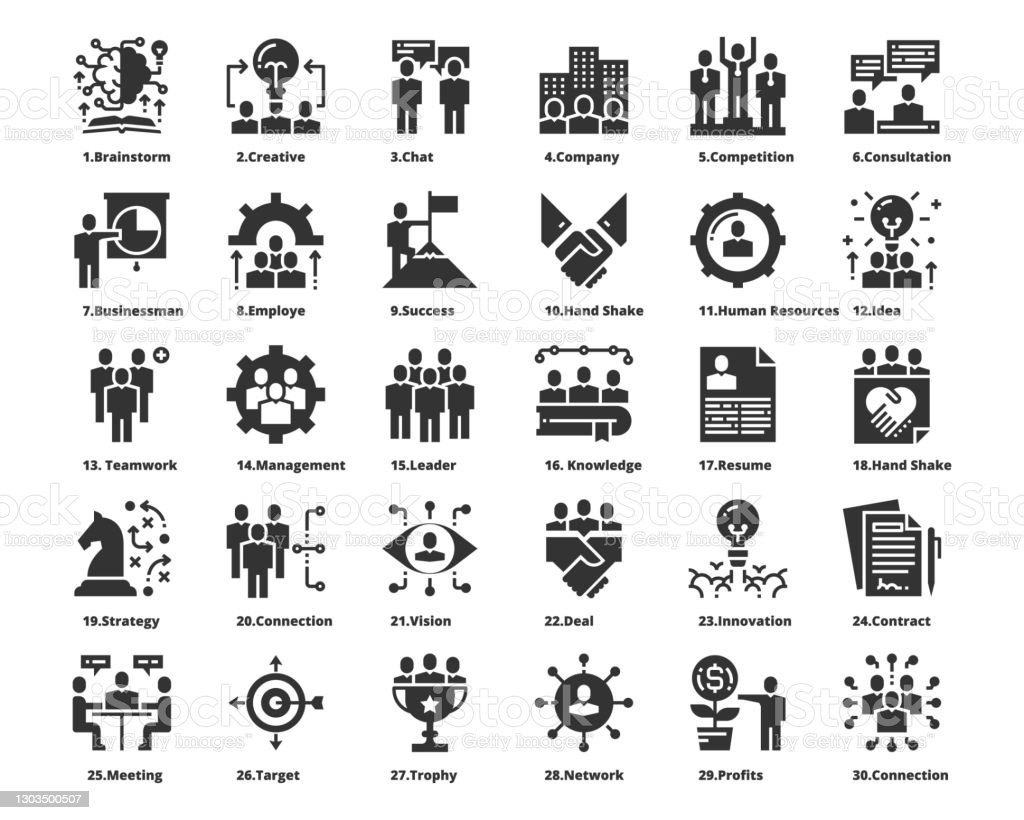 1.Brainstorm 2.Creative 3.Chat 4.Company 5.Competition 6.Consultation
7.Businessman 8.Employe 9.Success 10.Hand Shake 11.Human Resources 12.Idea
13. Teamwork 14.Management 15.Leader 16. Knowledge 17.Resume 18.Hand Shake
19.Strategy 20.Connection 21.Vision 22.Deal 23.Innovation 24.Contract
25.Meeting 26.Target 27.Trophy 28.Network 29.Profits 30.Connection
iStock
by Getty Images™
1303500507